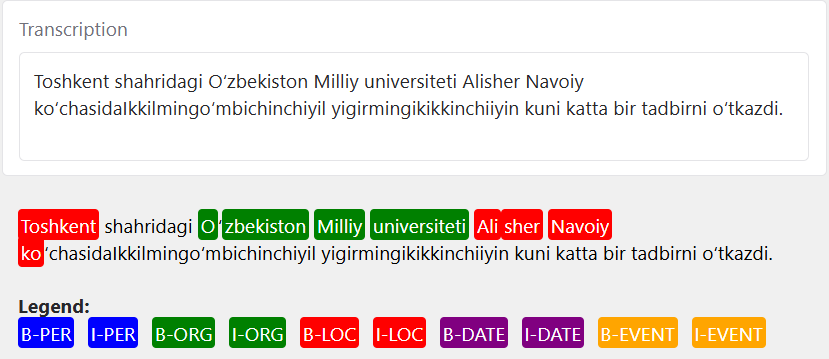 Transcription
Toshkent shahridagi O‘zbekiston Milliy universiteti Alisher Navoiy
ko‘chasidaIkkilmingo‘mbichinchiyil yigirmingikikkinchiiyin kuni katta bir tadbirni o‘tkazdi.
Toshkent shahridagi O‘zbekiston Milliy universiteti Alisher Navoiy
ko‘chasidaIkkilmingo‘mbichinchiyil yigirmingikikkinchiiyin kuni katta bir tadbirni o‘tkazdi.
Legend:
B-PER I-PER B-ORG I-ORG B-LOC I-LOC B-DATE I-DATE B-EVENT I-EVENT